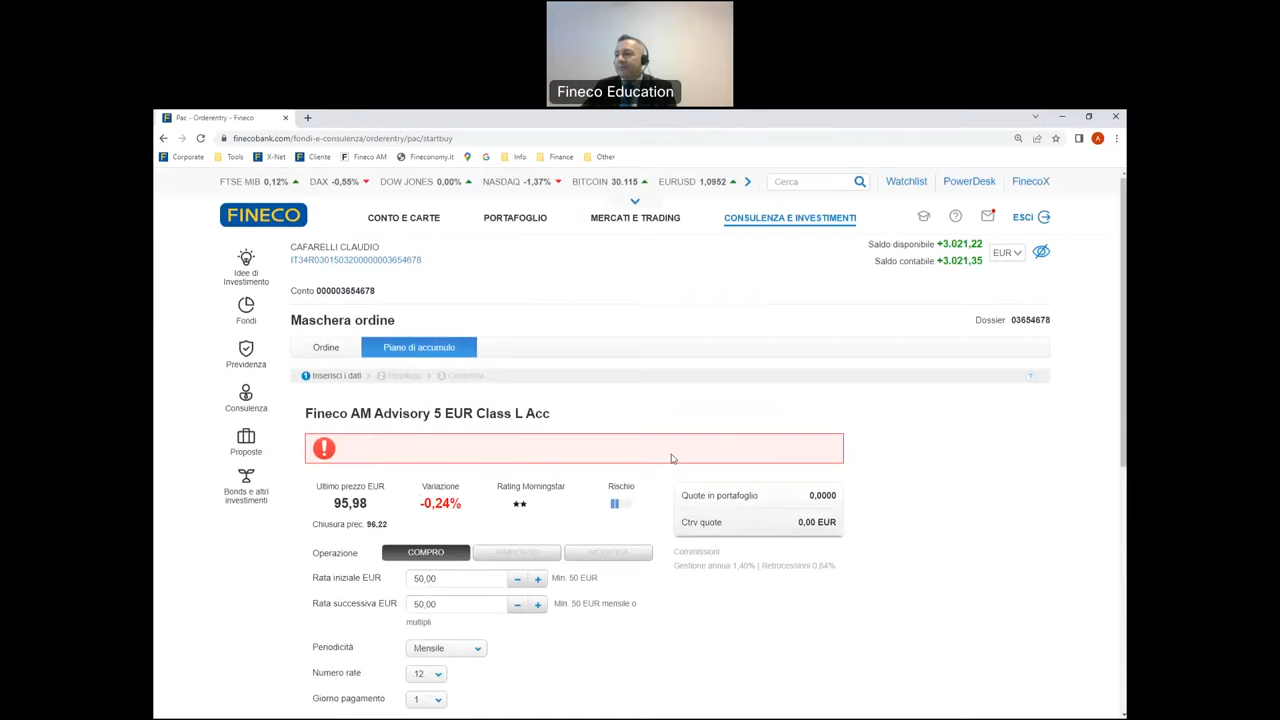 Fineco Education
Pac - Orderentry - Fineco
finecobank.com/fondi-e-consulenza/orderentry/pac/startbuy
A
Corporate Tools X-Net Cliente Fineco AM Fineconomy.it Info Finance Other
FTSE MIB 0,12% DAX -0,55% DOW JONES 0,00% NASDAQ -1,37% BITCOIN 30.115 EURUSD 1,0952 Cerca Watchlist PowerDesk FinecoX
FINECO CONTO E CARTE PORTAFOGLIO MERCATI E TRADING CONSULENZA E INVESTIMENTI ESCI
CAFARELLI CLAUDIO
IT34R0301503200000003654678
Saldo disponibile +3.021,22
Saldo contabile +3.021,35
EUR
Idee di
Investimento
Fondi
Previdenza
Consulenza
Proposte
Bonds e altri
investimenti
Conto 000003654678
Maschera ordine
Dossier 03654678
Ordine Piano di accumulo
1 Inserisci i dati 2 Riepilogo 3 Conferma ?
Fineco AM Advisory 5 EUR Class L Acc
!
Ultimo prezzo EUR Variazione Rating Morningstar Rischio
95,98 -0,24% ★★
Chiusura prec. 96,22
Quote in portafoglio 0,0000
Ctrv quote 0,00 EUR
Operazione COMPRO RIMBORSO MODIFICA
Commissioni
Gestione annua 1,40% | Retrocessioni 0,64%
Rata iniziale EUR 50,00 - + Min. 50 EUR
Rata successiva EUR 50,00 - + Min. 50 EUR mensile o
multipli
Periodicità Mensile
Numero rate 12
Giorno pagamento 1